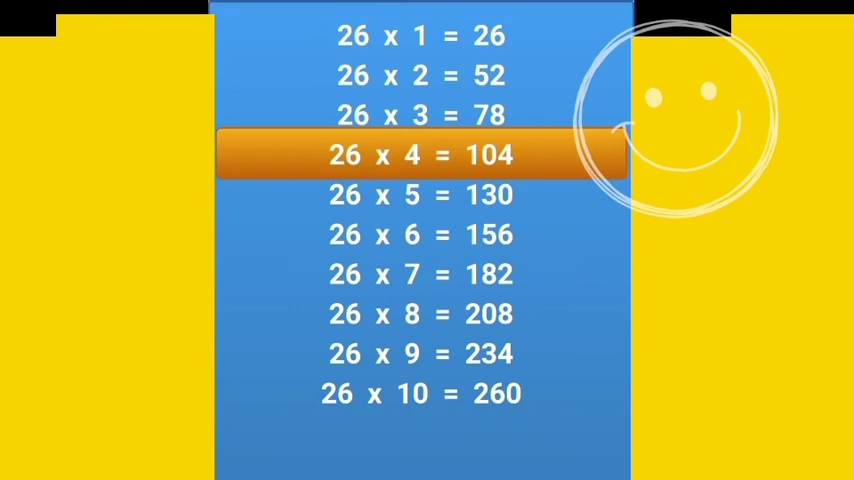 26 x 1 = 26
26 x 2 = 52
26 x 3 = 78
26 x 4 = 104
26 x 5 = 130
26 x 6 = 156
26 x 7 = 182
26 x 8 = 208
26 x 9 = 234
26 x 10 = 260